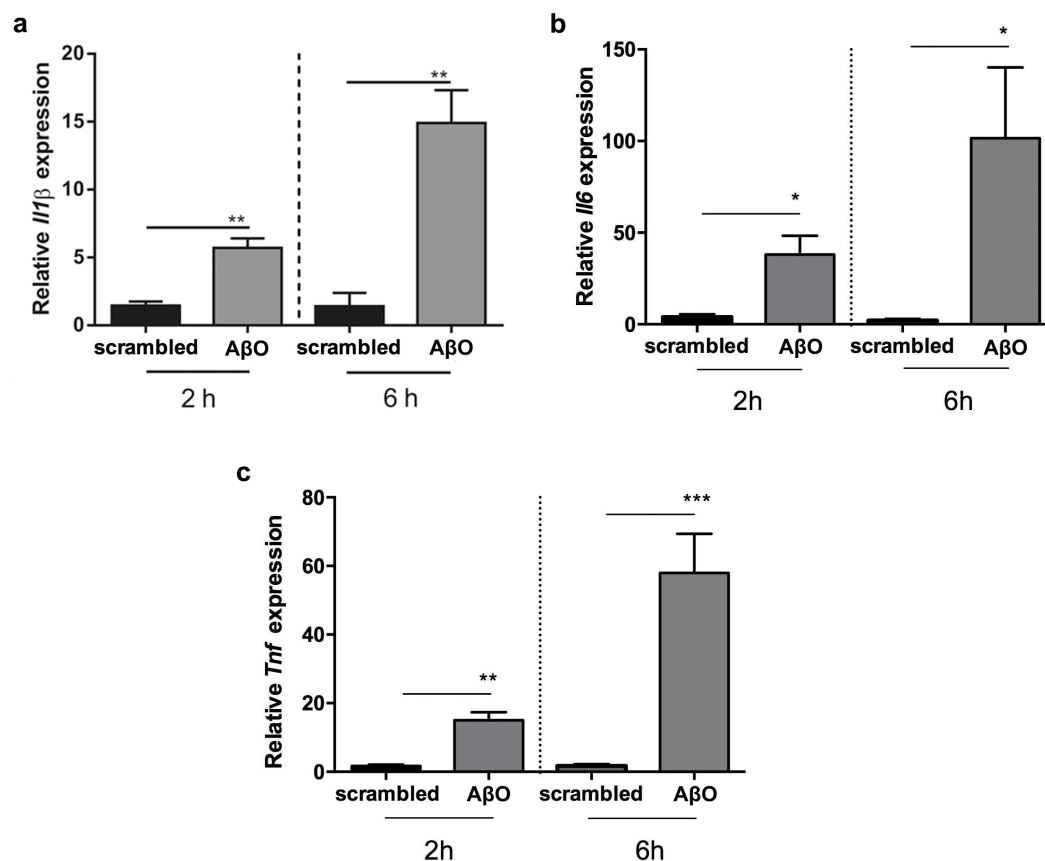 a
Relative Il1β expression
20
15
10
5
0
**
**
scrambled AβO scrambled AβO
2 h 6 h
b
Relative Il6 expression
150
100
50
0
*
*
scrambled AβO scrambled AβO
2h 6h
c
Relative Tnf expression
80
60
40
20
0
**
***
scrambled AβO scrambled AβO
2h 6h